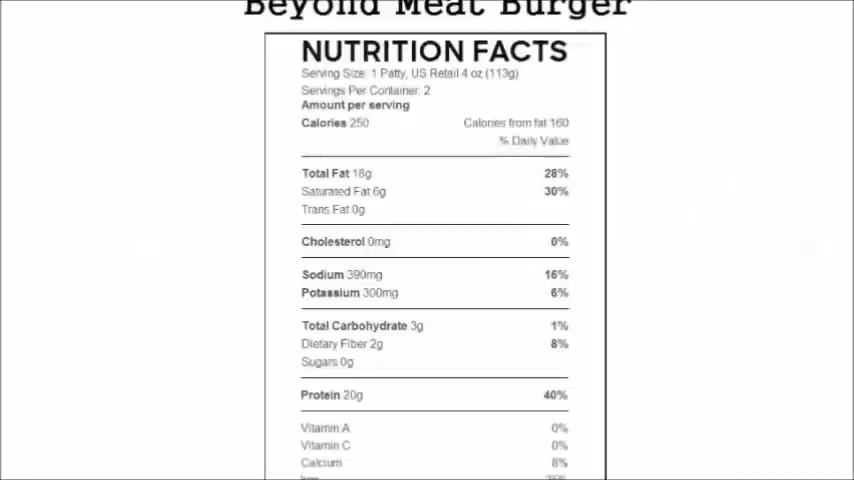 Beyond Meat Burger
NUTRITION FACTS
Serving Size: 1 Patty, US Retail 4 oz (113g)
Servings Per Container: 2
Amount per serving
Calories 250 Calories from fat 160
% Daily Value
Total Fat 18g 28%
Saturated Fat 6g 30%
Trans Fat 0g
Cholesterol 0mg 0%
Sodium 390mg 16%
Potassium 300mg 6%
Total Carbohydrate 3g 1%
Dietary Fiber 2g 8%
Sugars 0g
Protein 20g 40%
Vitamin A 0%
Vitamin C 0%
Calcium 8%